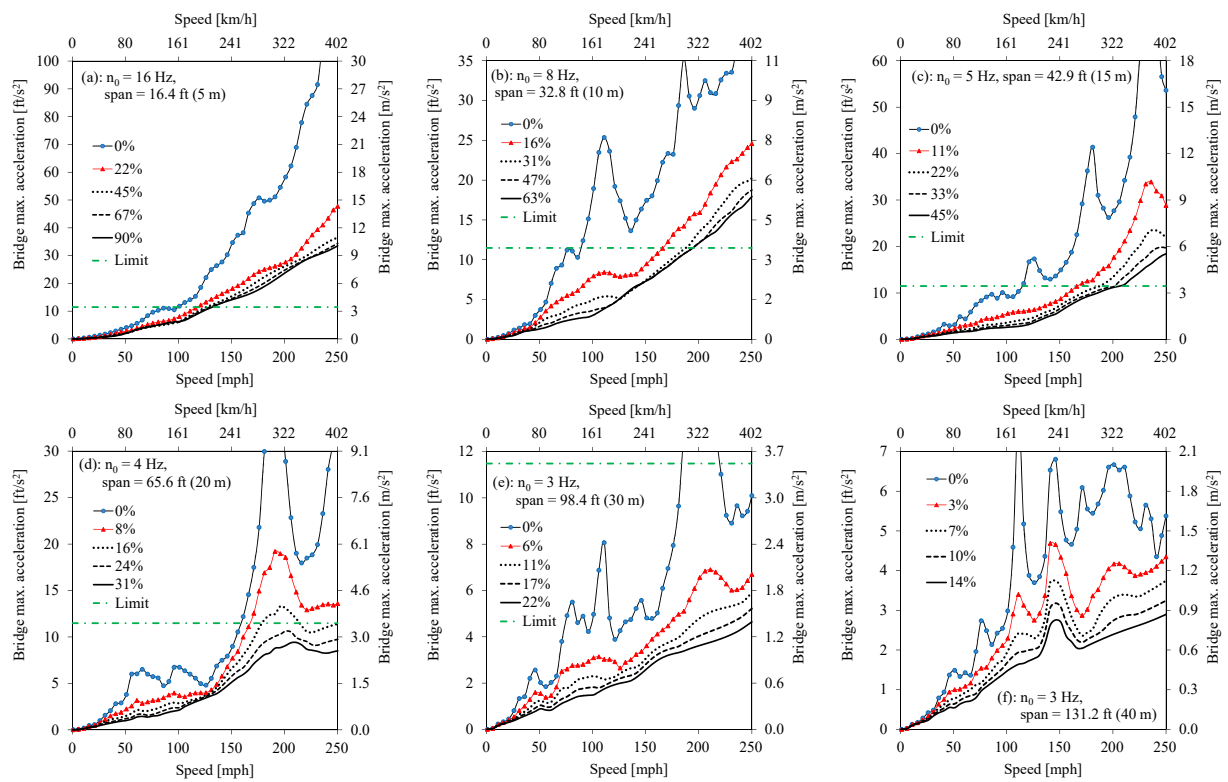 Speed [km/h]
0 80 161 241 322 402
Bridge max. acceleration [ft/s²]
100 90 80 70 60 50 40 30 20 10 0
(a): n₀ = 16 Hz,
span = 16.4 ft (5 m)
0%
22%
45%
67%
90%
Limit
30 27 24 21 18 15 12 9 6 3 0
Bridge max. acceleration [m/s²]
0 50 100 150 200 250
Speed [mph]
Speed [km/h]
0 80 161 241 322 402
Bridge max. acceleration [ft/s²]
35 30 25 20 15 10 5 0
(b): n₀ = 8 Hz,
span = 32.8 ft (10 m)
0%
16%
31%
47%
63%
Limit
11 9 8 6 5 3 2 0
Bridge max. acceleration [m/s²]
0 50 100 150 200 250
Speed [mph]
Speed [km/h]
0 80 161 241 322 402
Bridge max. acceleration [ft/s²]
60 50 40 30 20 10 0
(c): n₀ = 5 Hz, span = 42.9 ft (15 m)
0%
11%
22%
33%
45%
Limit
18 15 12 9 6 3 0
Bridge max. acceleration [m/s²]
0 50 100 150 200 250
Speed [mph]
Speed [km/h]
0 80 161 241 322 402
Bridge max. acceleration [ft/s²]
30 25 20 15 10 5 0
(d): n₀ = 4 Hz,
span = 65.6 ft (20 m)
0%
8%
16%
24%
31%
Limit
9.1 7.6 6.1 4.6 3.0 1.5 0.0
Bridge max. acceleration [m/s²]
0 50 100 150 200 250
Speed [mph]
Speed [km/h]
0 80 161 241 322 402
Bridge max. acceleration [ft/s²]
12 10 8 6 4 2 0
(e): n₀ = 3 Hz,
span = 98.4 ft (30 m)
0%
6%
11%
17%
22%
Limit
3.7 3.0 2.4 1.8 1.2 0.6 0.0
Bridge max. acceleration [m/s²]
0 50 100 150 200 250
Speed [mph]
Speed [km/h]
0 80 161 241 322 402
Bridge max. acceleration [ft/s²]
7 6 5 4 3 2 1 0
0%
3%
7%
10%
14%
(f): n₀ = 3 Hz,
span = 131.2 ft (40 m)
2.1 1.8 1.5 1.2 0.9 0.6 0.3 0.0
Bridge max. acceleration [m/s²]
0 50 100 150 200 250
Speed [mph]